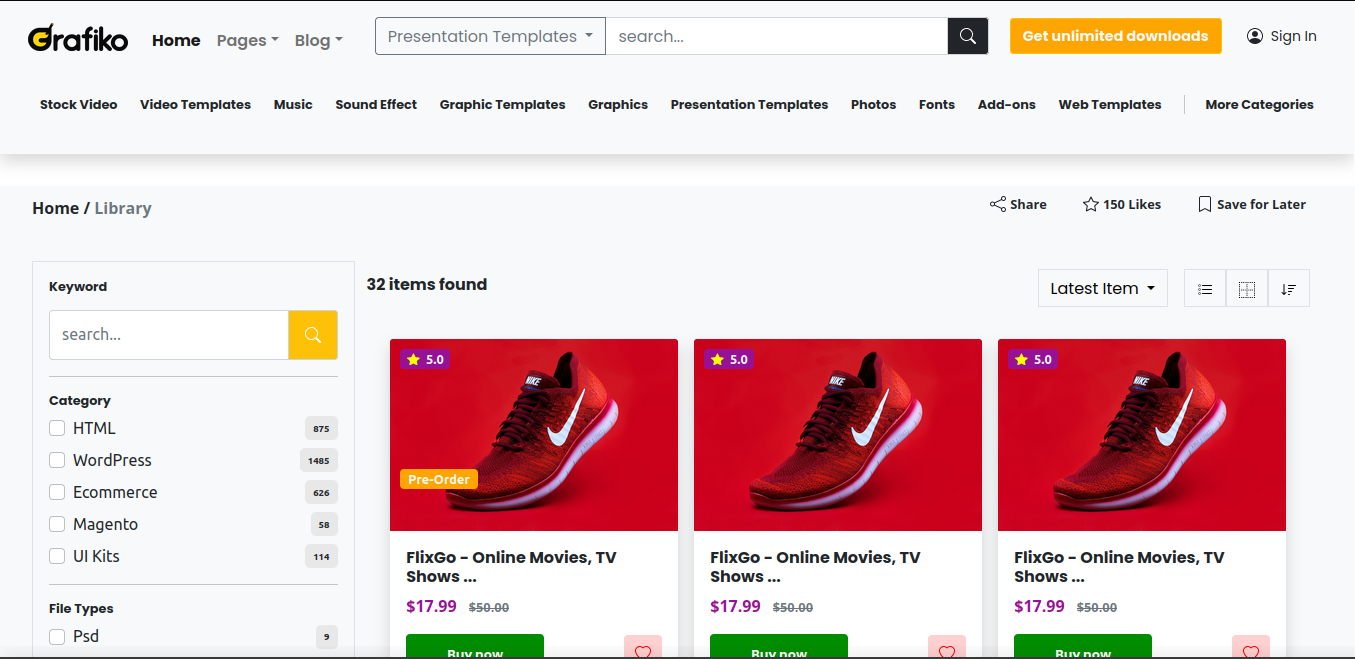 Grafiko Home Pages Blog Presentation Templates search... Get unlimited downloads Sign In
Stock Video Video Templates Music Sound Effect Graphic Templates Graphics Presentation Templates Photos Fonts Add-ons Web Templates More Categories
Home / Library Share 150 Likes Save for Later
Keyword
search...
Category
HTML 875
WordPress 1485
Ecommerce 626
Magento 58
UI Kits 114
File Types
Psd 9
32 items found Latest Item
5.0
NIKE
Pre-Order
FlixGo - Online Movies, TV
Shows ...
$17.99 $50.00
Buy now
5.0
NIKE
FlixGo - Online Movies, TV
Shows ...
$17.99 $50.00
Buy now
5.0
NIKE
FlixGo - Online Movies, TV
Shows ...
$17.99 $50.00
Buy now